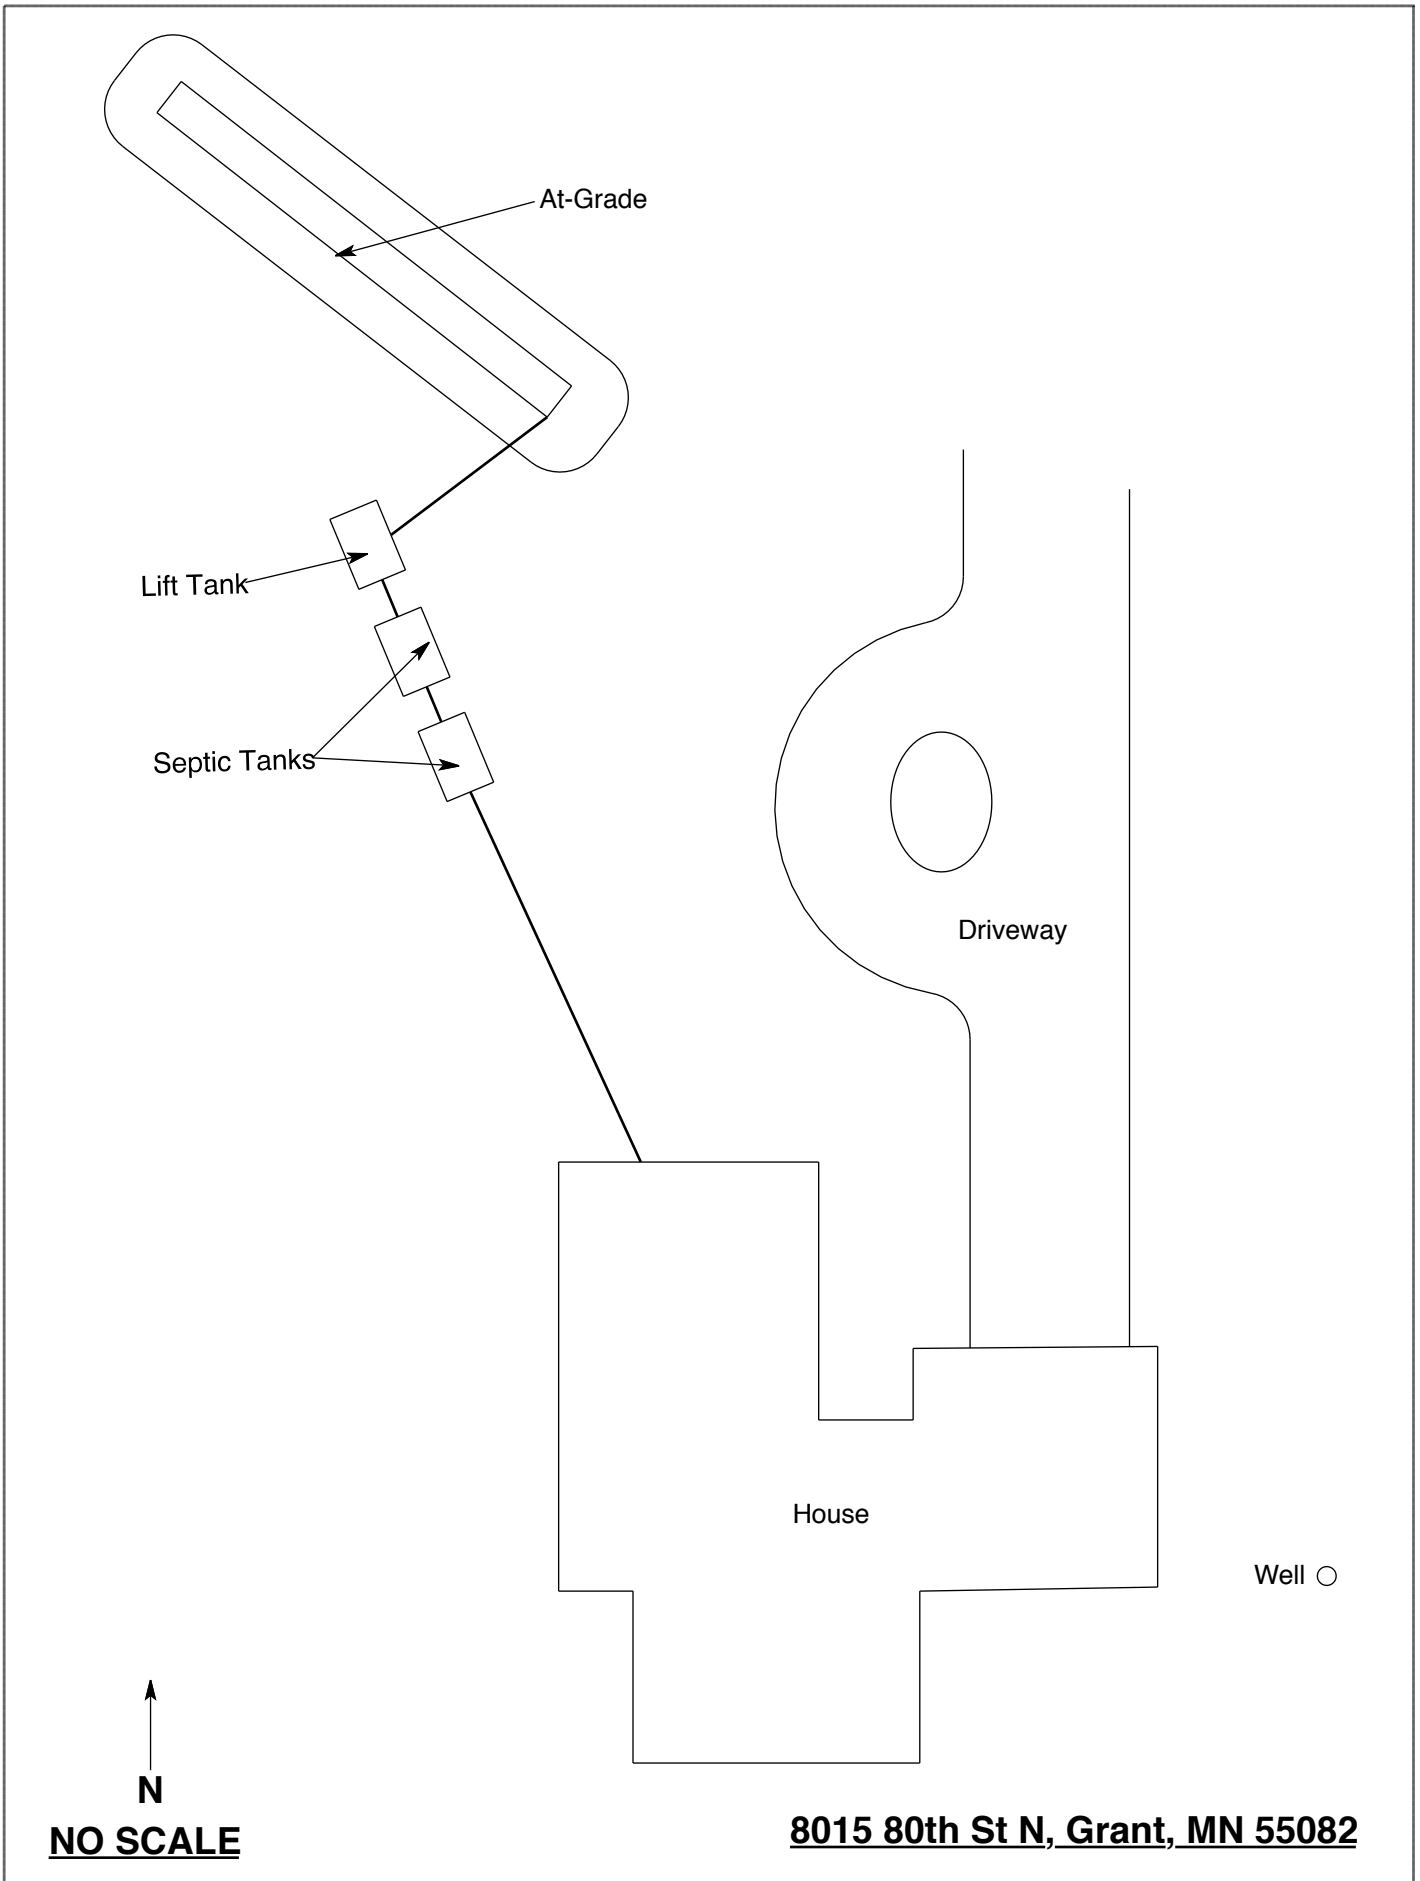 At-Grade
Lift Tank
Septic Tanks
Driveway
House
Well
N
NO SCALE
8015 80th St N, Grant, MN 55082